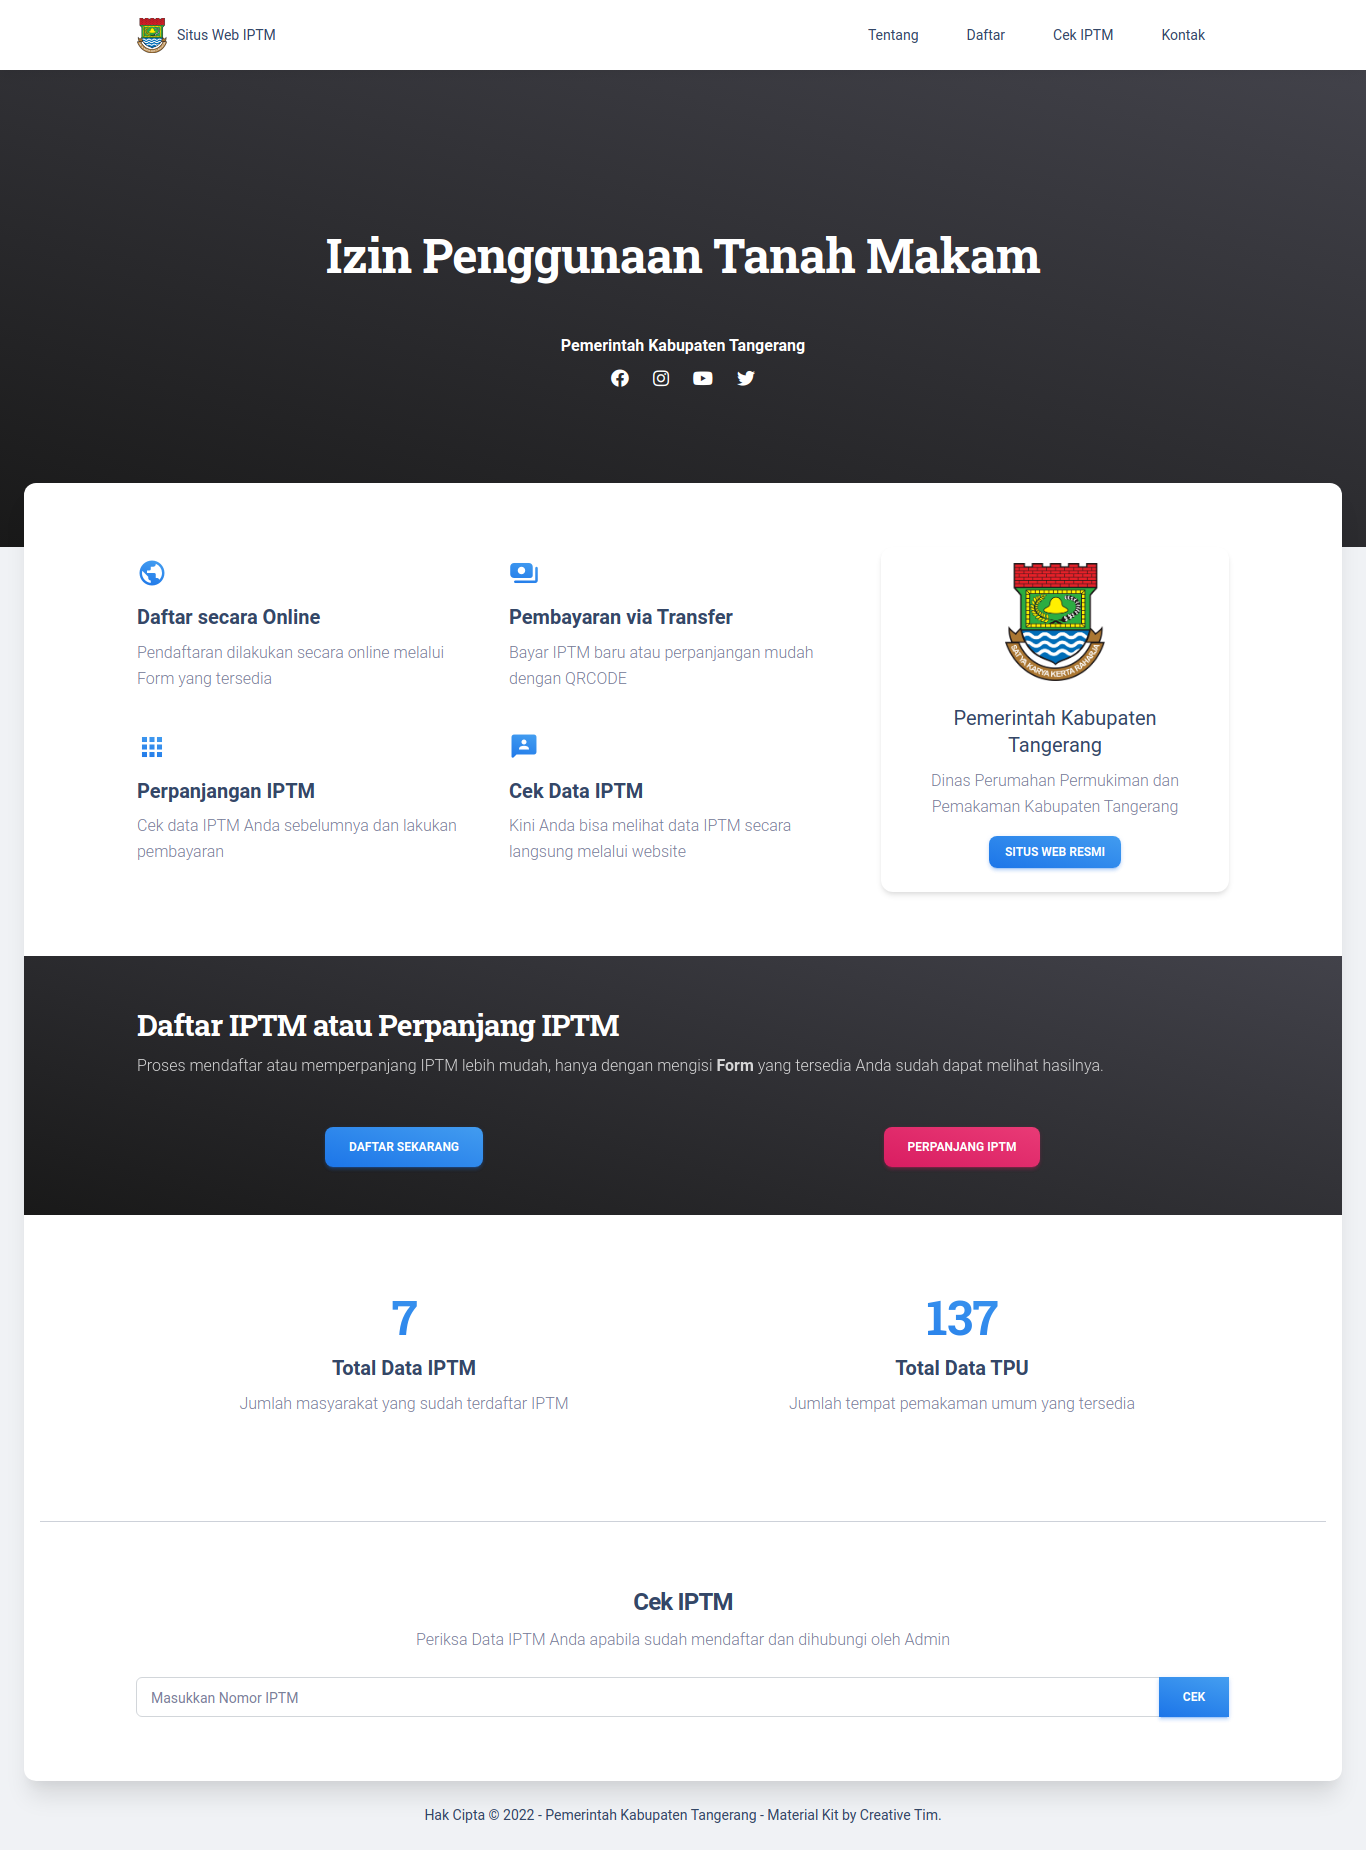 Situs Web IPTM
Tentang
Daftar
Cek IPTM
Kontak
Izin Penggunaan Tanah Makam
Pemerintah Kabupaten Tangerang
Daftar secara Online
Pendaftaran dilakukan secara online melalui
Form yang tersedia
Pembayaran via Transfer
Bayar IPTM baru atau perpanjangan mudah
dengan QRCODE
Perpanjangan IPTM
Cek data IPTM Anda sebelumnya dan lakukan
pembayaran
Cek Data IPTM
Kini Anda bisa melihat data IPTM secara
langsung melalui website
SATYA KARYA KERTA RAHARJA
Pemerintah Kabupaten
Tangerang
Dinas Perumahan Permukiman dan
Pemakaman Kabupaten Tangerang
SITUS WEB RESMI
Daftar IPTM atau Perpanjang IPTM
Proses mendaftar atau memperpanjang IPTM lebih mudah, hanya dengan mengisi Form yang tersedia Anda sudah dapat melihat hasilnya.
DAFTAR SEKARANG
PERPANJANG IPTM
7
Total Data IPTM
Jumlah masyarakat yang sudah terdaftar IPTM
137
Total Data TPU
Jumlah tempat pemakaman umum yang tersedia
Cek IPTM
Periksa Data IPTM Anda apabila sudah mendaftar dan dihubungi oleh Admin
Masukkan Nomor IPTM
CEK
Hak Cipta © 2022 - Pemerintah Kabupaten Tangerang - Material Kit by Creative Tim.